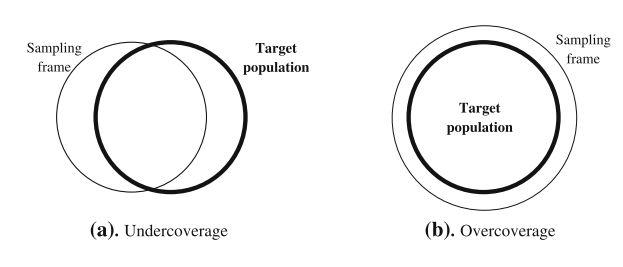 Sampling
frame
Target
population
(a). Undercoverage
Sampling
frame
Target
population
(b). Overcoverage